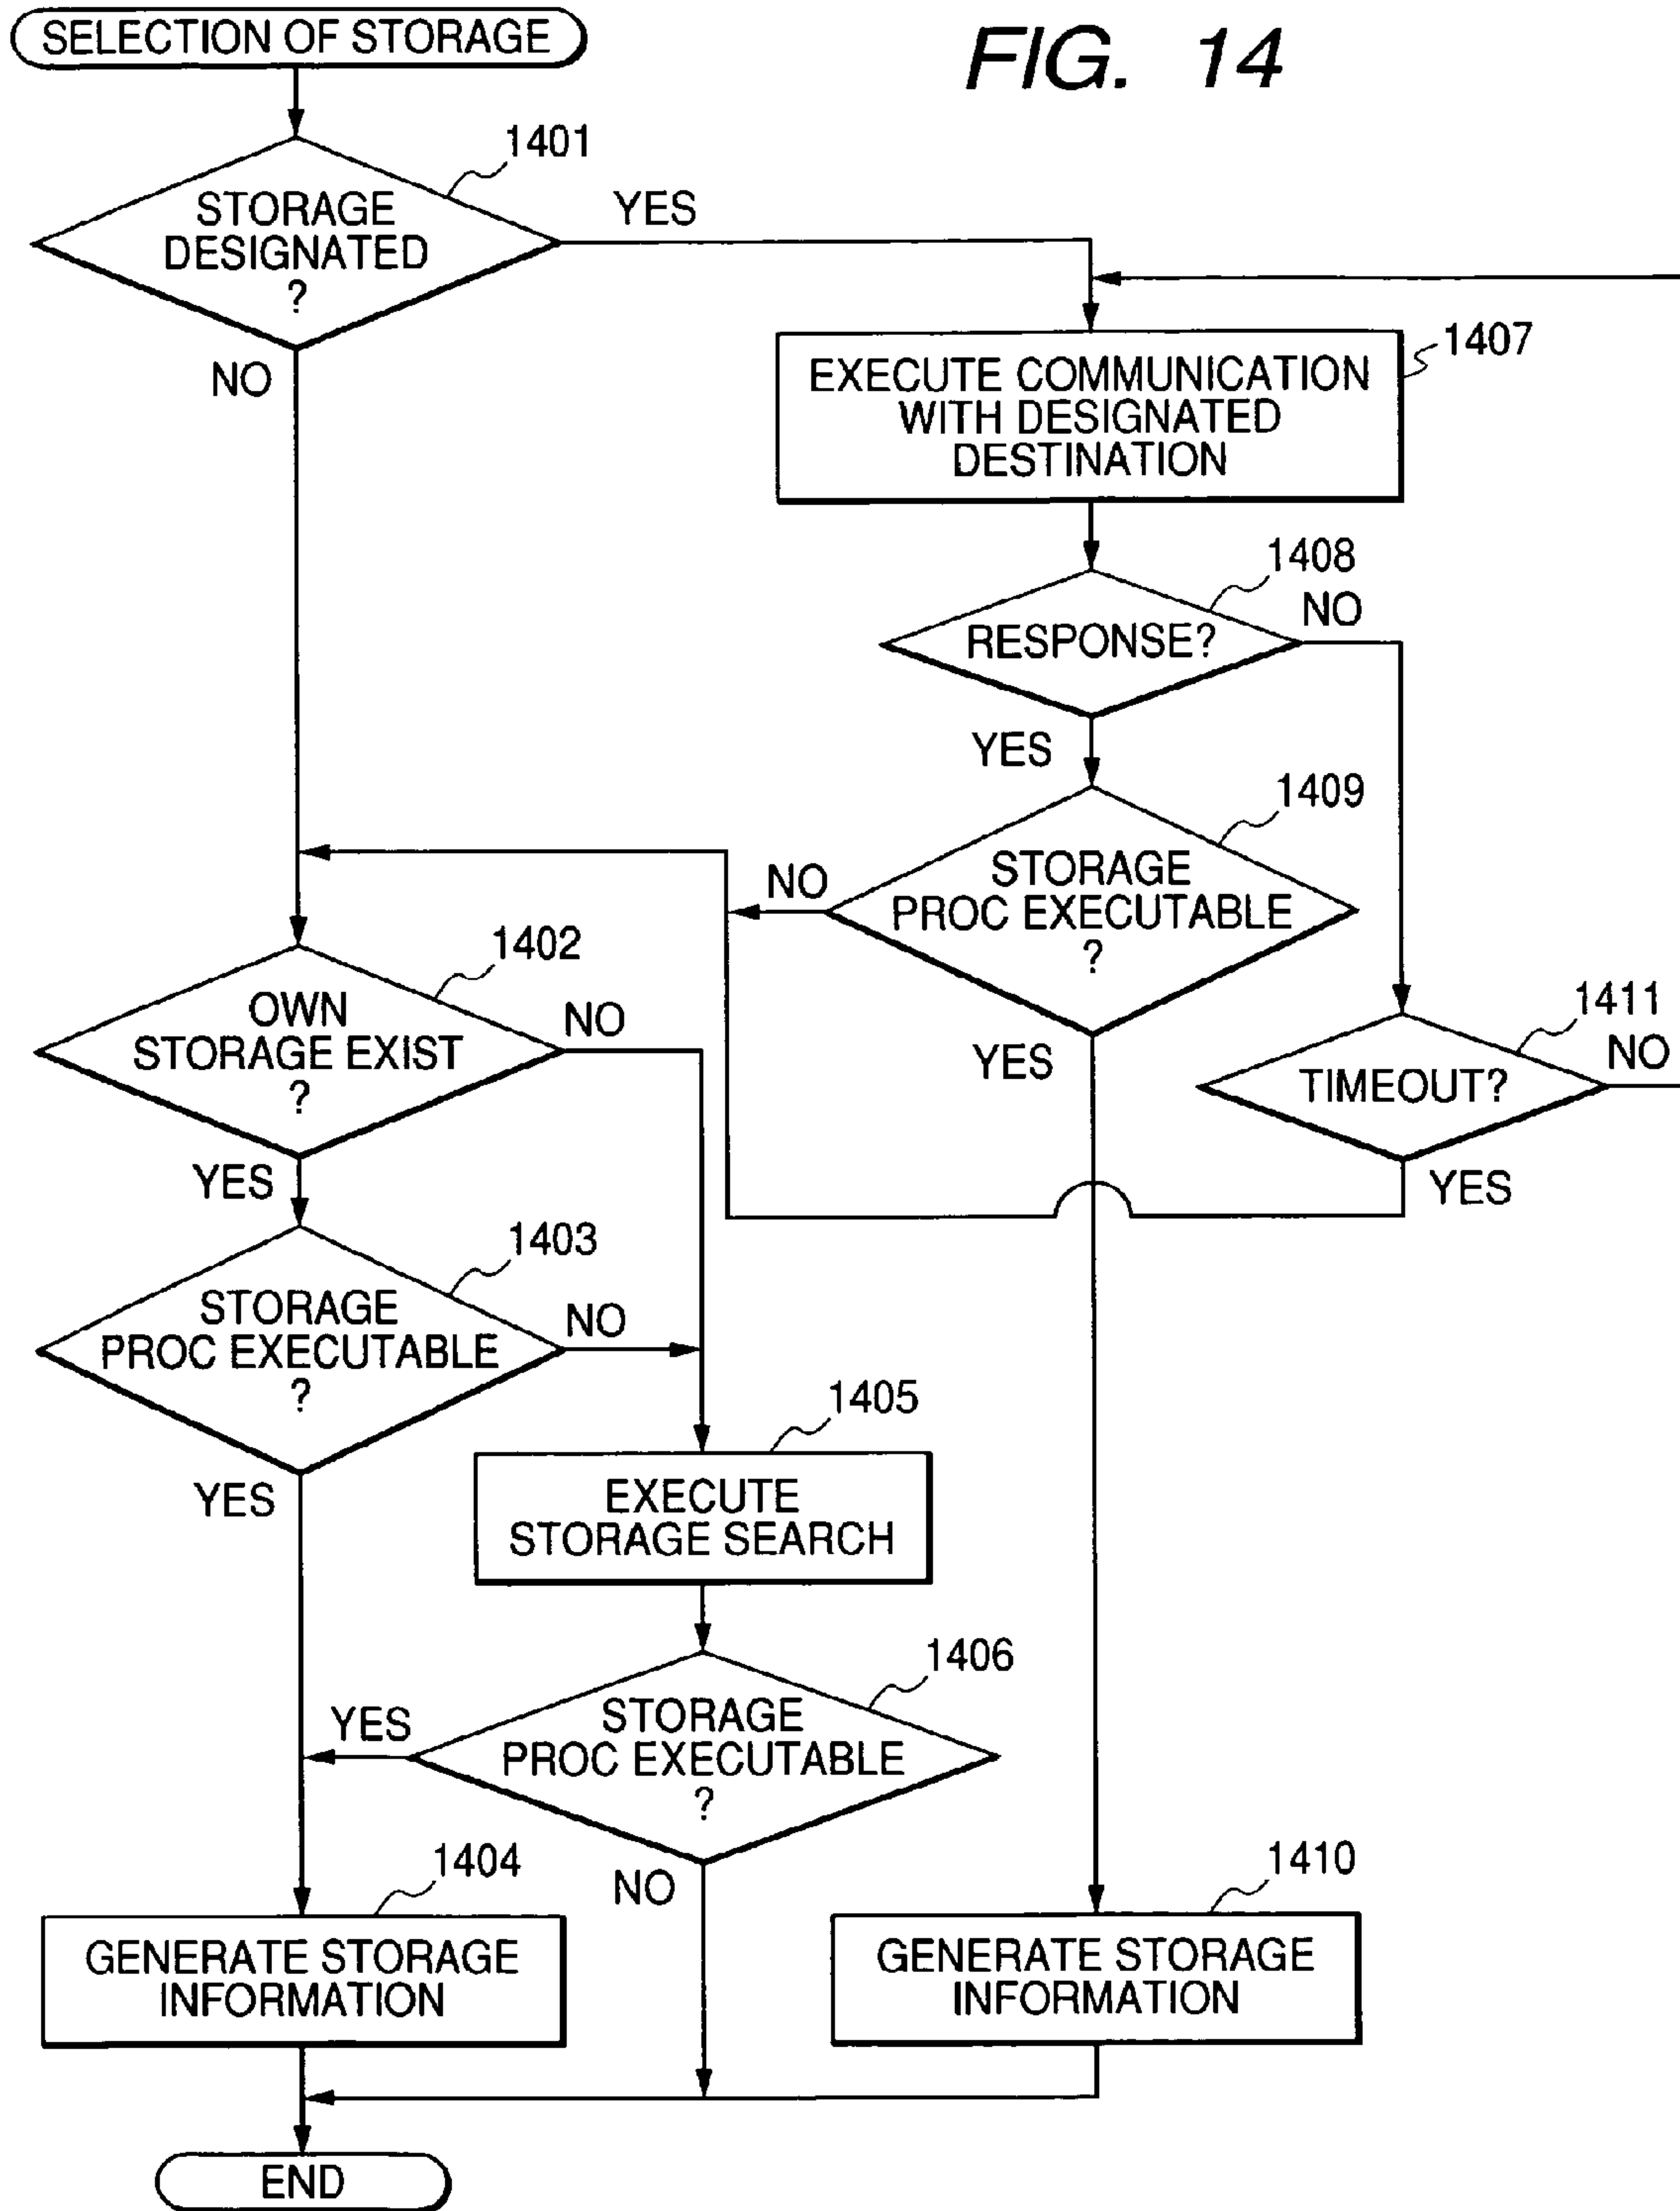 SELECTION OF STORAGE
FIG. 14
1401
STORAGE
DESIGNATED
?
YES
NO
1407
EXECUTE COMMUNICATION
WITH DESIGNATED
DESTINATION
1408
RESPONSE?
NO
YES
1409
STORAGE
PROC EXECUTABLE
?
NO
YES
1411
TIMEOUT?
NO
YES
1402
OWN
STORAGE EXIST
?
NO
YES
1403
STORAGE
PROC EXECUTABLE
?
NO
YES
1405
EXECUTE
STORAGE SEARCH
1406
STORAGE
PROC EXECUTABLE
?
YES
NO
1404
GENERATE STORAGE
INFORMATION
1410
GENERATE STORAGE
INFORMATION
END